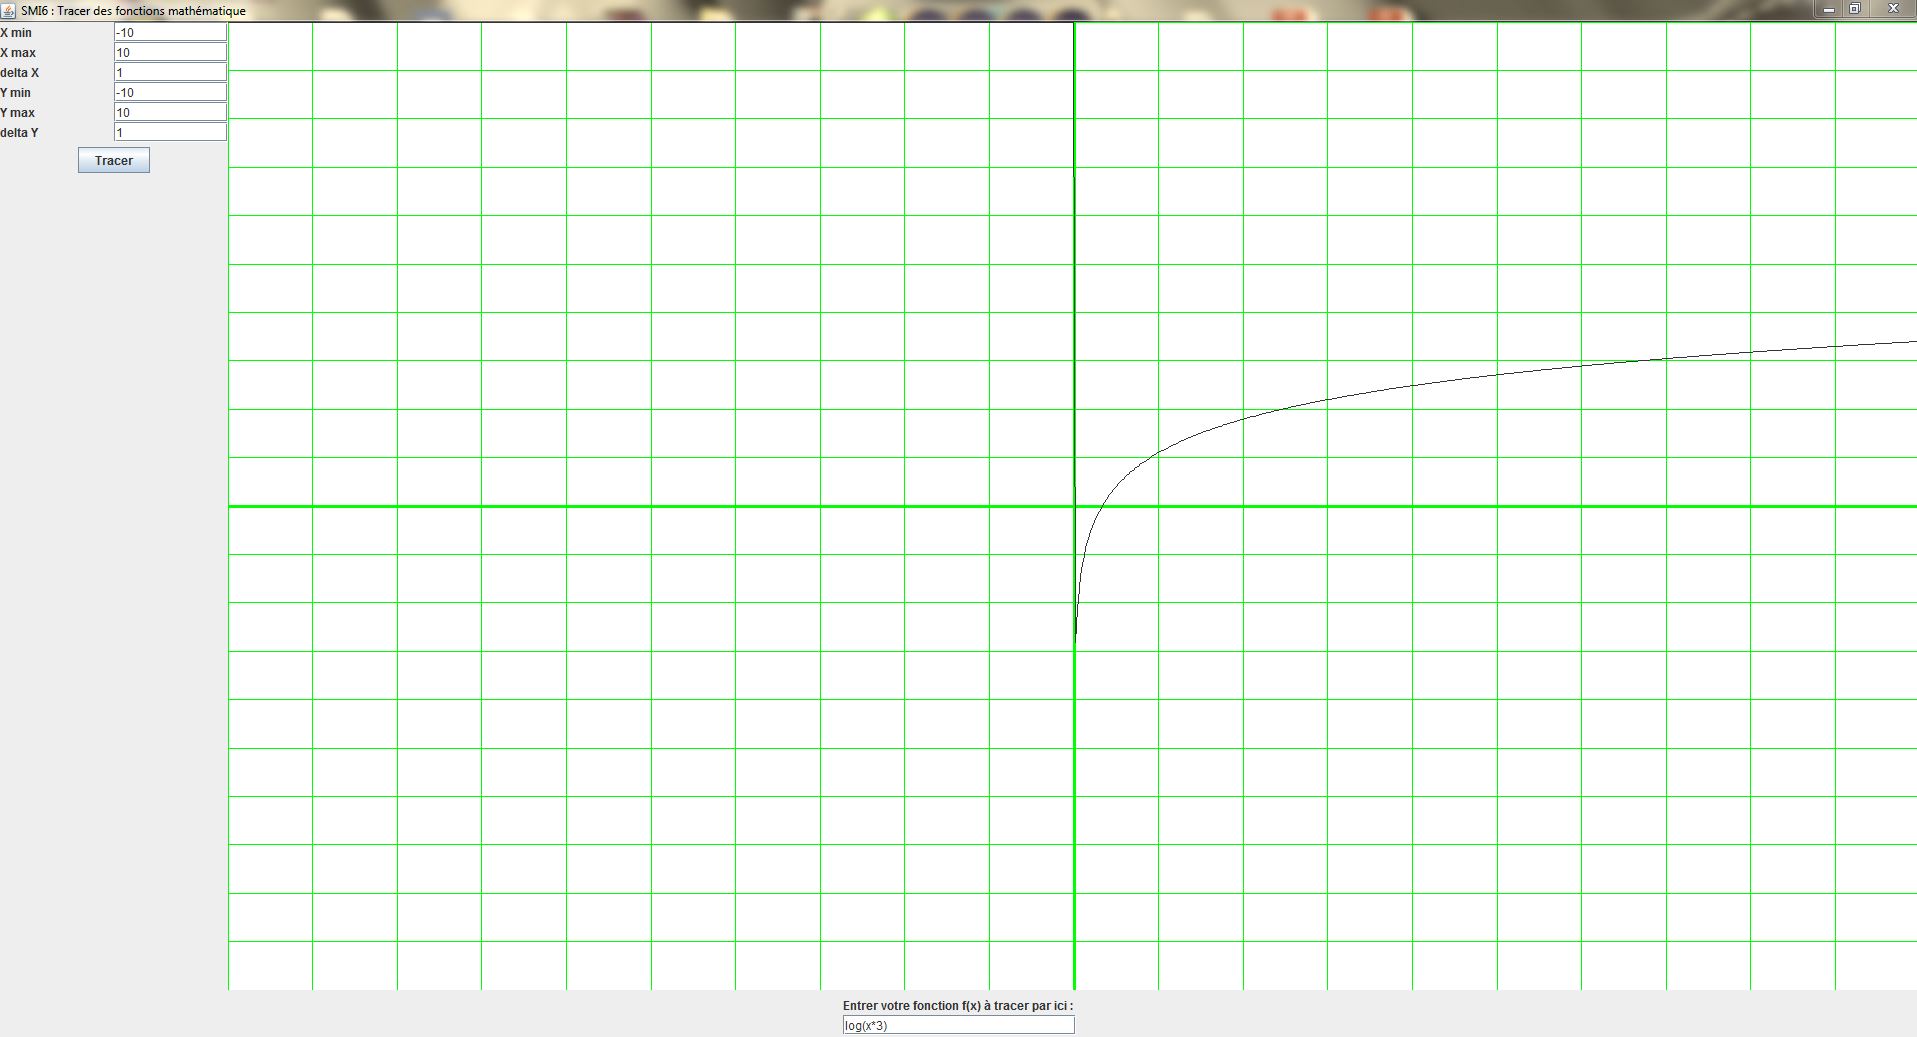 SMI6 : Tracer des fonctions mathématique
X min -10
X max 10
delta X 1
Y min -10
Y max 10
delta Y 1
Tracer
Entrer votre fonction f(x) à tracer par ici :
log(x*3)